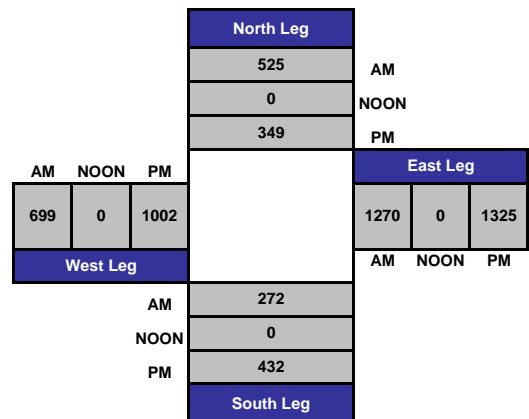 North Leg
525 AM
0 NOON
349 PM
AM NOON PM
East Leg
699 0 1002
1270 0 1325
West Leg
AM NOON PM
AM 272
NOON 0
PM 432
South Leg